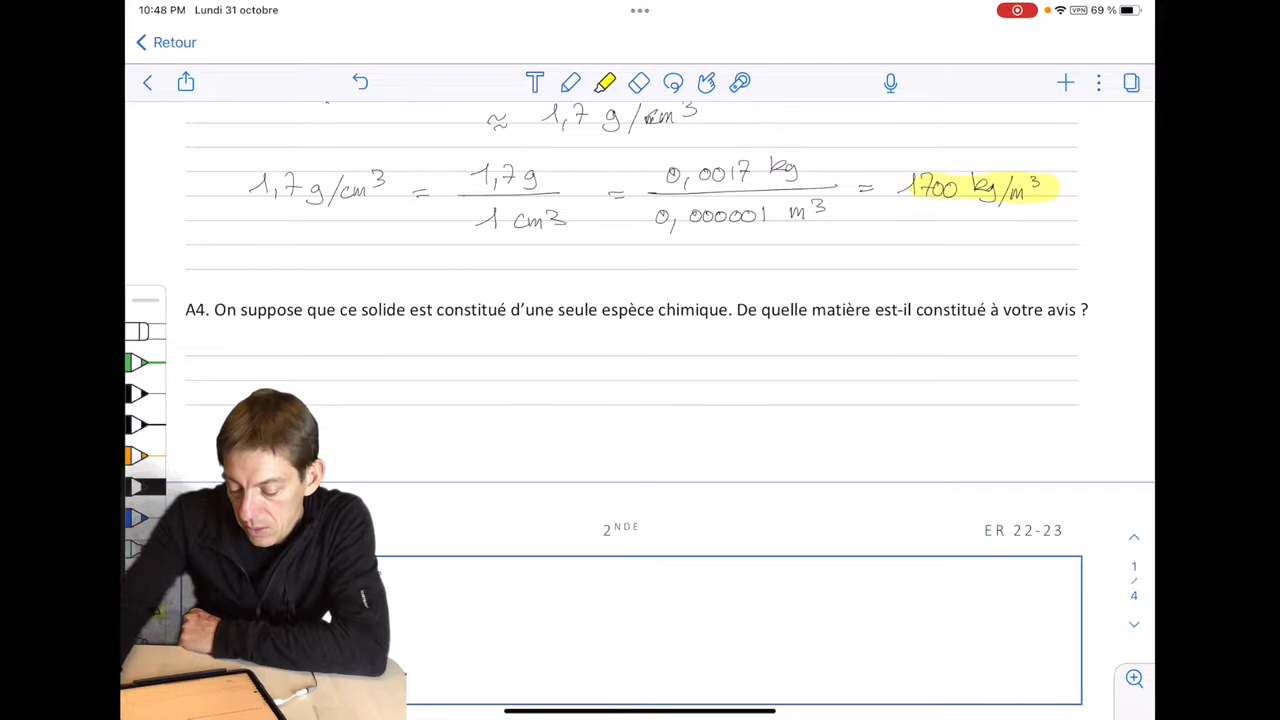 10:48 PM Lundi 31 octobre
VPN 69 %
Retour
≈ 1,7 g/cm³
1,7 g/cm³ = 1,7 g / 1 cm³ = 0,0017 kg / 0,000001 m³ = 1700 kg/m³
A4. On suppose que ce solide est constitué d’une seule espèce chimique. De quelle matière est-il constitué à votre avis ?
2NDE
ER 22-23
1
/
4